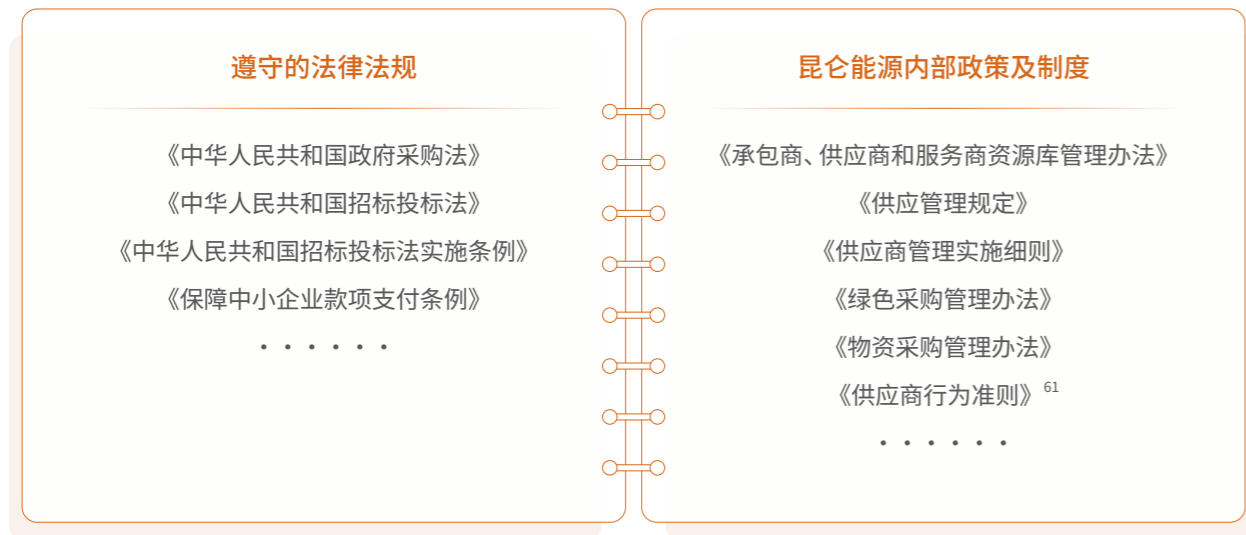 遵守的法律法规
《中华人民共和国政府采购法》
《中华人民共和国招标投标法》
《中华人民共和国招标投标法实施条例》
《保障中小企业款项支付条例》
······
昆仑能源内部政策及制度
《承包商、供应商和服务商资源库管理办法》
《供应管理规定》
《供应商管理实施细则》
《绿色采购管理办法》
《物资采购管理办法》
《供应商行为准则》61
······